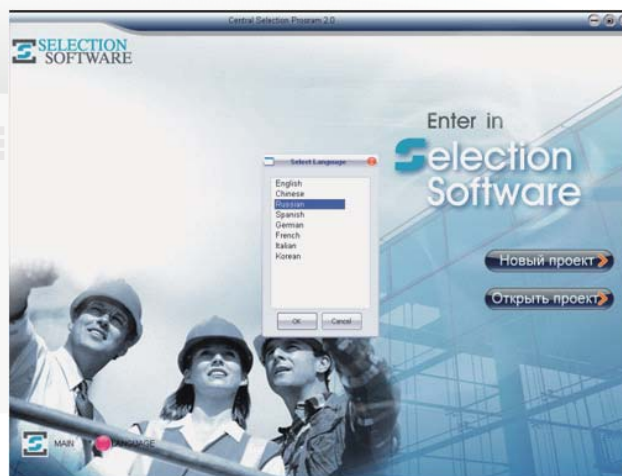 Central Selection Program 2.0
SELECTION
SOFTWARE
Enter in
Selection
Software
Select Language
English
Chinese
Russian
Spanish
German
French
Italian
Korean
OK
Cancel
Новый проект
Открыть проект
MAIN
LANGUAGE